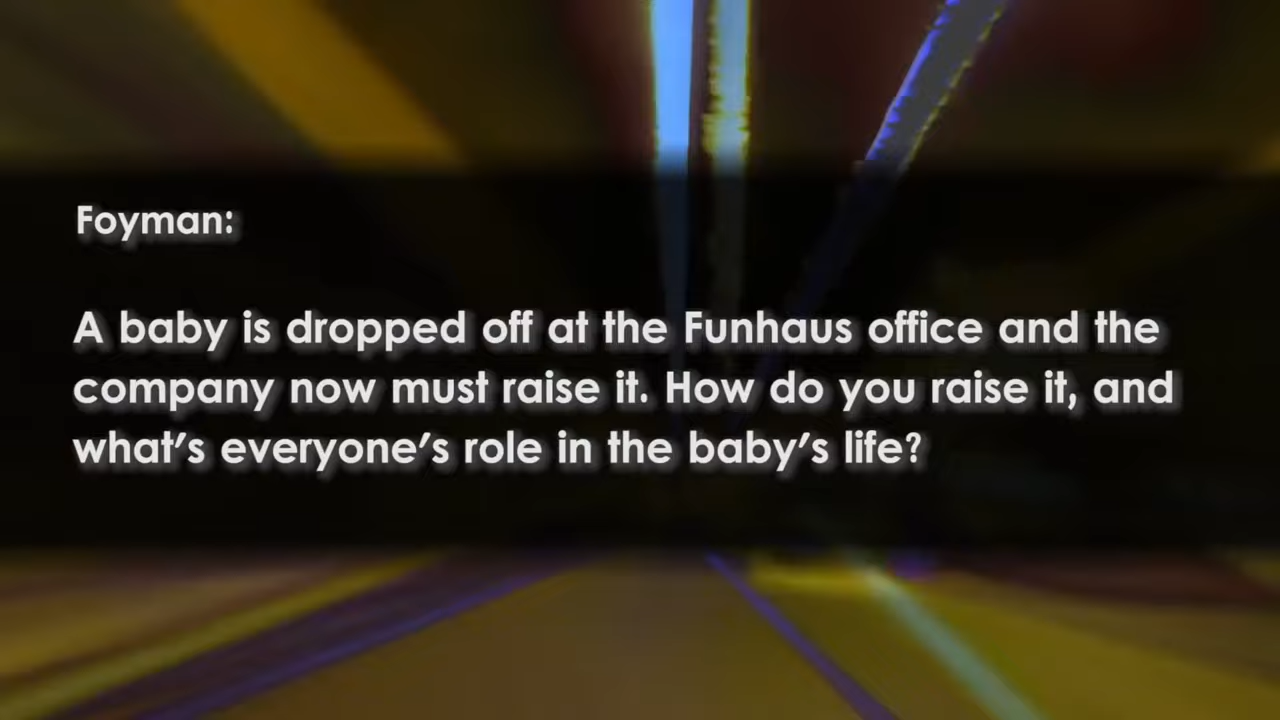 Foyman:
A baby is dropped off at the Funhaus office and the
company now must raise it. How do you raise it, and
what's everyone's role in the baby's life?